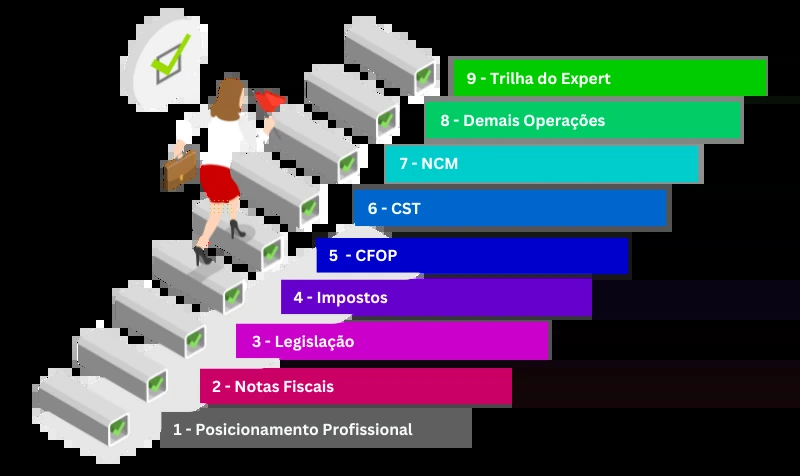 9 - Trilha do Expert
8 - Demais Operações
7 - NCM
6 - CST
5 - CFOP
4 - Impostos
3 - Legislação
2 - Notas Fiscais
1 - Posicionamento Profissional